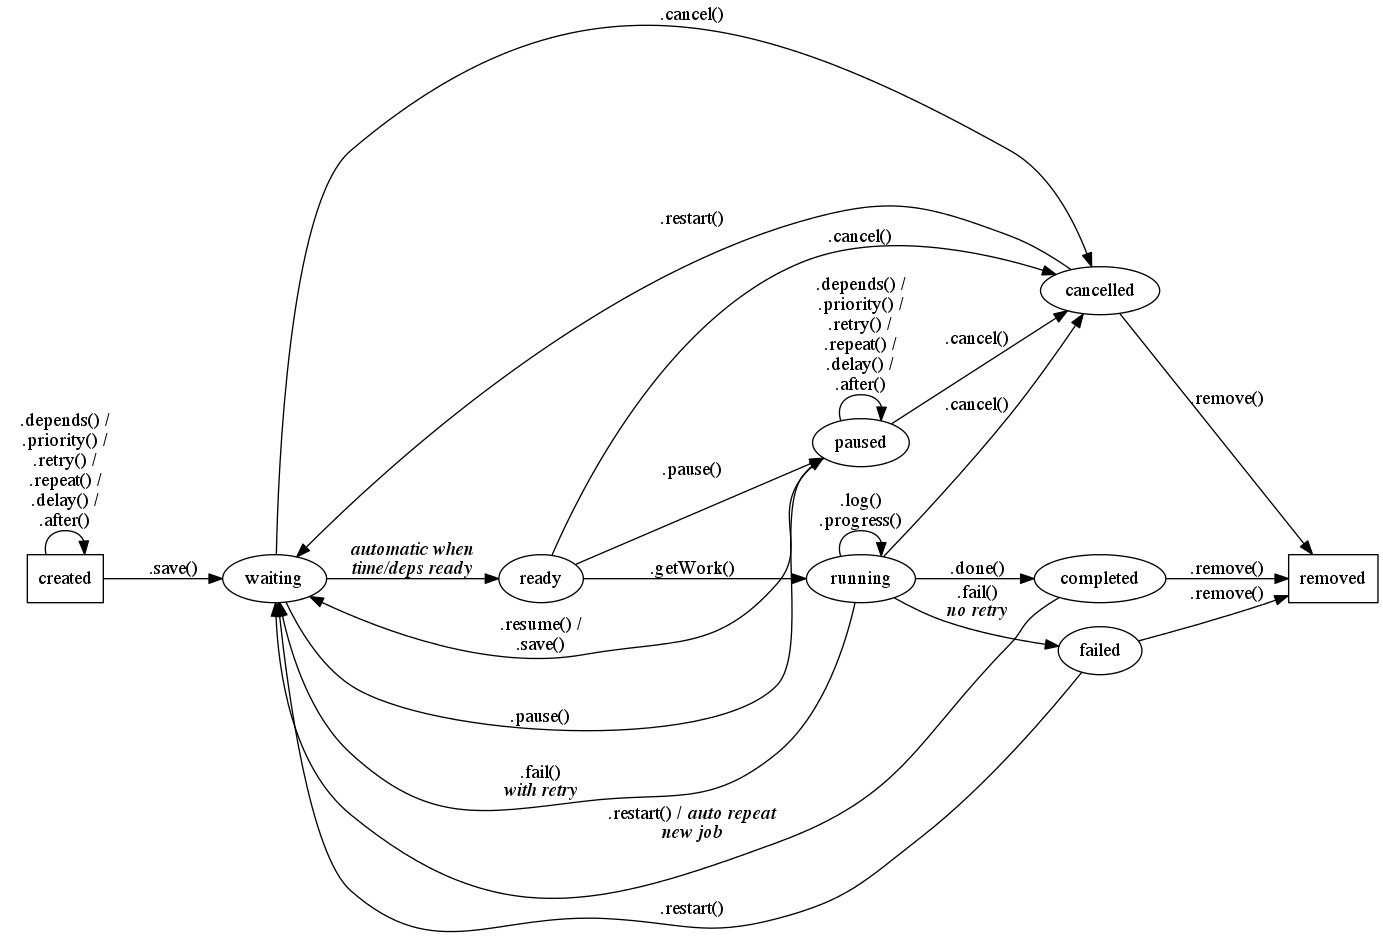 .cancel()
.restart()
.cancel()
cancelled
.depends() /
.priority() /
.retry() /
.repeat() /
.delay() /
.after()
.cancel()
.cancel()
.remove()
paused
.depends() /
.priority() /
.retry() /
.repeat() /
.delay() /
.after()
.pause()
.log()
.progress()
created
.save()
waiting
automatic when
time/deps ready
ready
.getWork()
running
.done()
completed
.remove()
removed
.fail()
no retry
.remove()
failed
.resume() /
.save()
.pause()
.fail()
with retry
.restart() / auto repeat
new job
.restart()